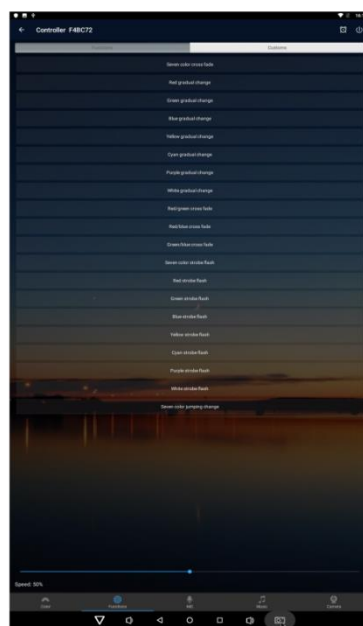 Controller F4BC72
Functions
Customs
Seven color cross fade
Red gradual change
Green gradual change
Blue gradual change
Yellow gradual change
Cyan gradual change
Purple gradual change
White gradual change
Red green cross fade
Red blue cross fade
Green blue cross fade
Seven color strobe flash
Red strobe flash
Green strobe flash
Blue strobe flash
Yellow strobe flash
Cyan strobe flash
Purple strobe flash
White strobe flash
Seven color jumping change
Speed: 50%
Functions
Music
Camera